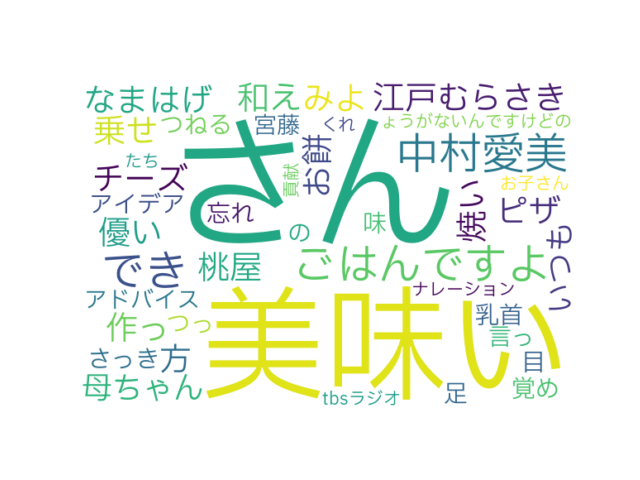 なまはげ
和え
みよ
江戸むらさき
乗せ
つねる
宮藤
くれ
ょうがないんですけどの
さん
お餅
中村愛美
たち
チーズ
貢献
焼い
お子さん
アイデア
忘れ
味
ピザ
優い
の
いつも
でき
桃屋
ごはんですよ
アドバイス
美味い
ナレーション
作っ
つっ
乳首
言っ
さっき
方
目
母ちゃん
tbsラジオ
足
覚め